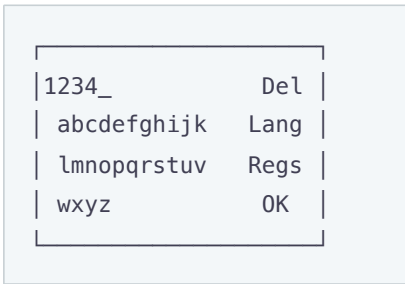 1234_ Del
abcdefghijk Lang
lmnopqrstuv Regs
wxyz OK